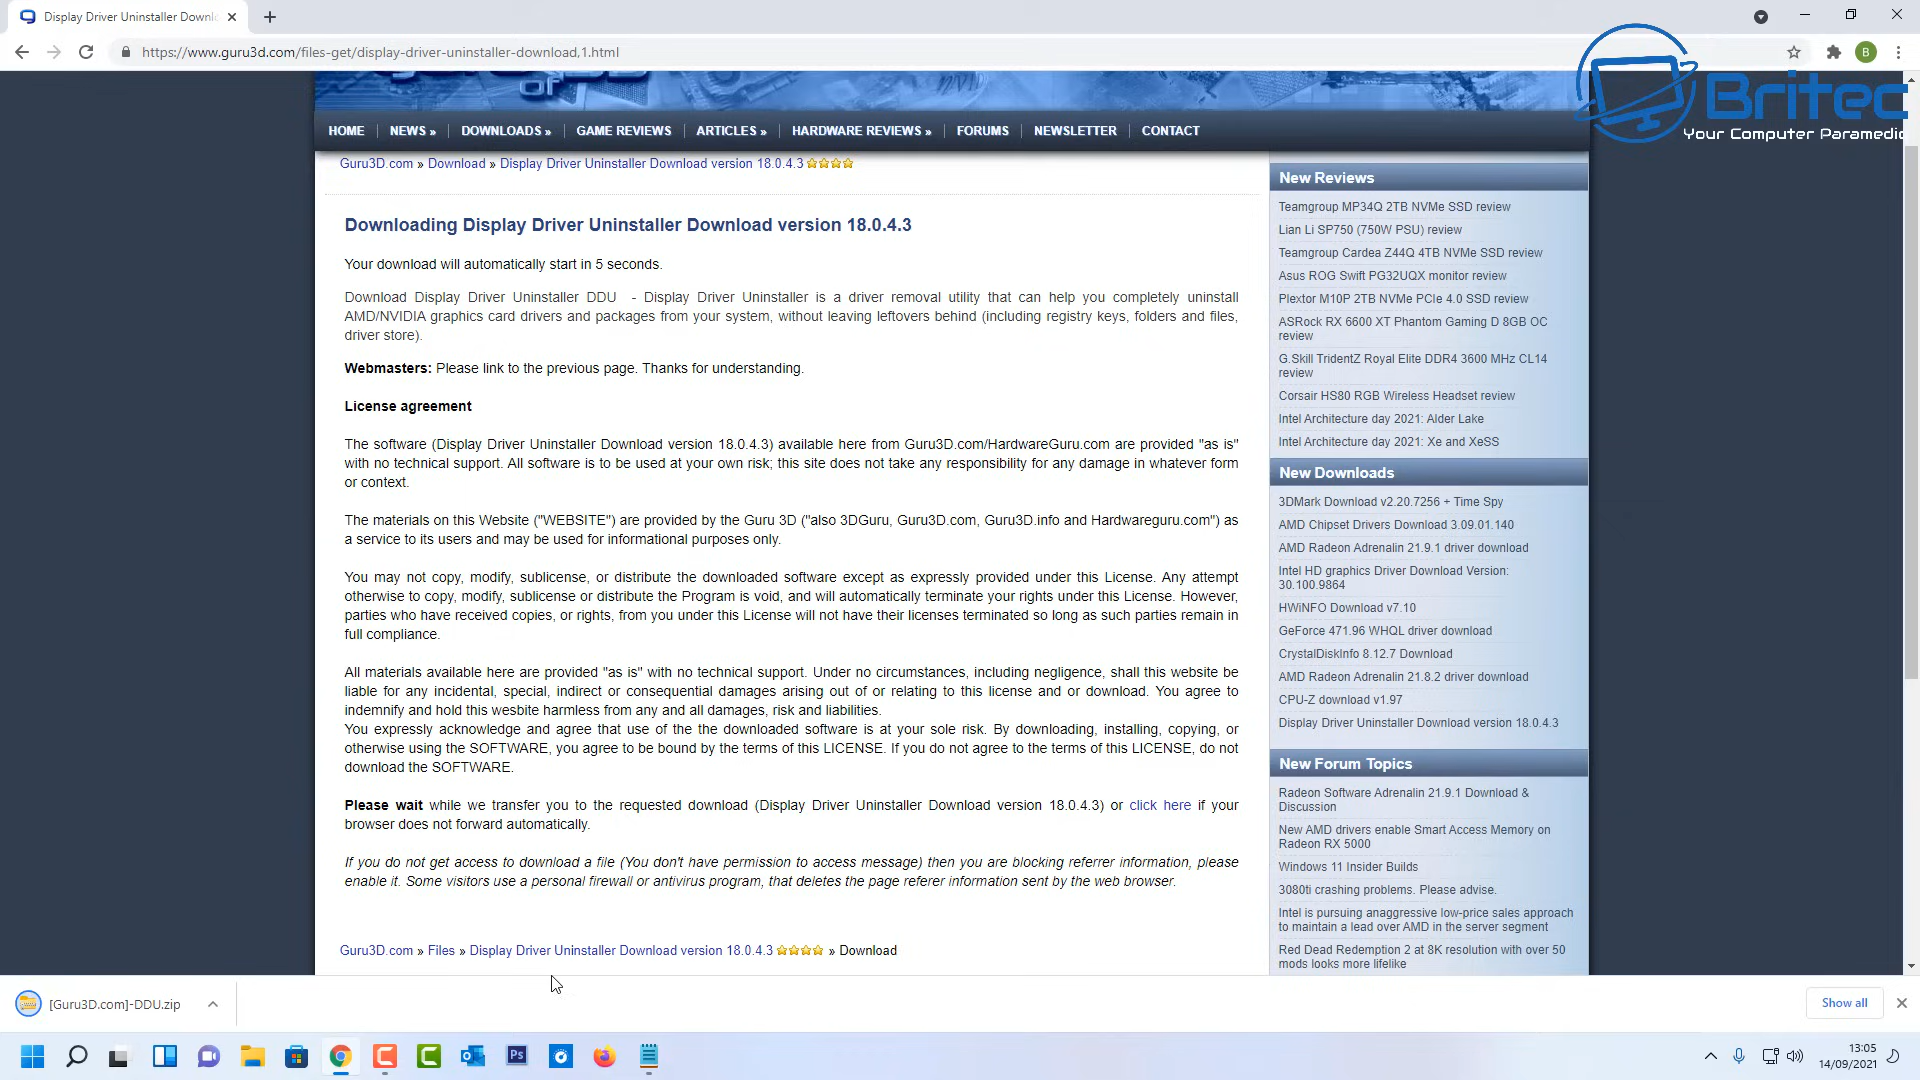 Display Driver Uninstaller Downl
https://www.guru3d.com/files-get/display-driver-uninstaller-download,1.html
B
Britec
Your Computer Paramedic
of
HOME NEWS » DOWNLOADS » GAME REVIEWS ARTICLES » HARDWARE REVIEWS » FORUMS NEWSLETTER CONTACT
Guru3D.com » Download » Display Driver Uninstaller Download version 18.0.4.3
Downloading Display Driver Uninstaller Download version 18.0.4.3
Your download will automatically start in 5 seconds.
Download Display Driver Uninstaller DDU - Display Driver Uninstaller is a driver removal utility that can help you completely uninstall
AMD/NVIDIA graphics card drivers and packages from your system, without leaving leftovers behind (including registry keys, folders and files,
driver store).
Webmasters: Please link to the previous page. Thanks for understanding.
License agreement
The software (Display Driver Uninstaller Download version 18.0.4.3) available here from Guru3D.com/HardwareGuru.com are provided "as is"
with no technical support. All software is to be used at your own risk; this site does not take any responsibility for any damage in whatever form
or context.
The materials on this Website ("WEBSITE") are provided by the Guru 3D ("also 3DGuru, Guru3D.com, Guru3D.info and Hardwareguru.com") as
a service to its users and may be used for informational purposes only.
You may not copy, modify, sublicense, or distribute the downloaded software except as expressly provided under this License. Any attempt
otherwise to copy, modify, sublicense or distribute the Program is void, and will automatically terminate your rights under this License. However,
parties who have received copies, or rights, from you under this License will not have their licenses terminated so long as such parties remain in
full compliance.
All materials available here are provided "as is" with no technical support. Under no circumstances, including negligence, shall this website be
liable for any incidental, special, indirect or consequential damages arising out of or relating to this license and or download. You agree to
indemnify and hold this wesbite harmless from any and all damages, risk and liabilities.
You expressly acknowledge and agree that use of the the downloaded software is at your sole risk. By downloading, installing, copying, or
otherwise using the SOFTWARE, you agree to be bound by the terms of this LICENSE. If you do not agree to the terms of this LICENSE, do not
download the SOFTWARE.
Please wait while we transfer you to the requested download (Display Driver Uninstaller Download version 18.0.4.3) or click here if your
browser does not forward automatically.
If you do not get access to download a file (You don't have permission to access message) then you are blocking referrer information, please
enable it. Some visitors use a personal firewall or antivirus program, that deletes the page referer information sent by the web browser.
Guru3D.com » Files » Display Driver Uninstaller Download version 18.0.4.3 » Download
New Reviews
Teamgroup MP34Q 2TB NVMe SSD review
Lian Li SP750 (750W PSU) review
Teamgroup Cardea Z44Q 4TB NVMe SSD review
Asus ROG Swift PG32UQX monitor review
Plextor M10P 2TB NVMe PCIe 4.0 SSD review
ASRock RX 6600 XT Phantom Gaming D 8GB OC
review
G.Skill TridentZ Royal Elite DDR4 3600 MHz CL14
review
Corsair HS80 RGB Wireless Headset review
Intel Architecture day 2021: Alder Lake
Intel Architecture day 2021: Xe and XeSS
New Downloads
3DMark Download v2.20.7256 + Time Spy
AMD Chipset Drivers Download 3.09.01.140
AMD Radeon Adrenalin 21.9.1 driver download
Intel HD graphics Driver Download Version:
30.100.9864
HWiNFO Download v7.10
GeForce 471.96 WHQL driver download
CrystalDiskInfo 8.12.7 Download
AMD Radeon Adrenalin 21.8.2 driver download
CPU-Z download v1.97
Display Driver Uninstaller Download version 18.0.4.3
New Forum Topics
Radeon Software Adrenalin 21.9.1 Download &
Discussion
New AMD drivers enable Smart Access Memory on
Radeon RX 5000
Windows 11 Insider Builds
3080ti crashing problems. Please advise.
Intel is pursuing anaggressive low-price sales approach
to maintain a lead over AMD in the server segment
Red Dead Redemption 2 at 8K resolution with over 50
mods looks more lifelike
[Guru3D.com]-DDU.zip
Show all
Ps
13:05
14/09/2021